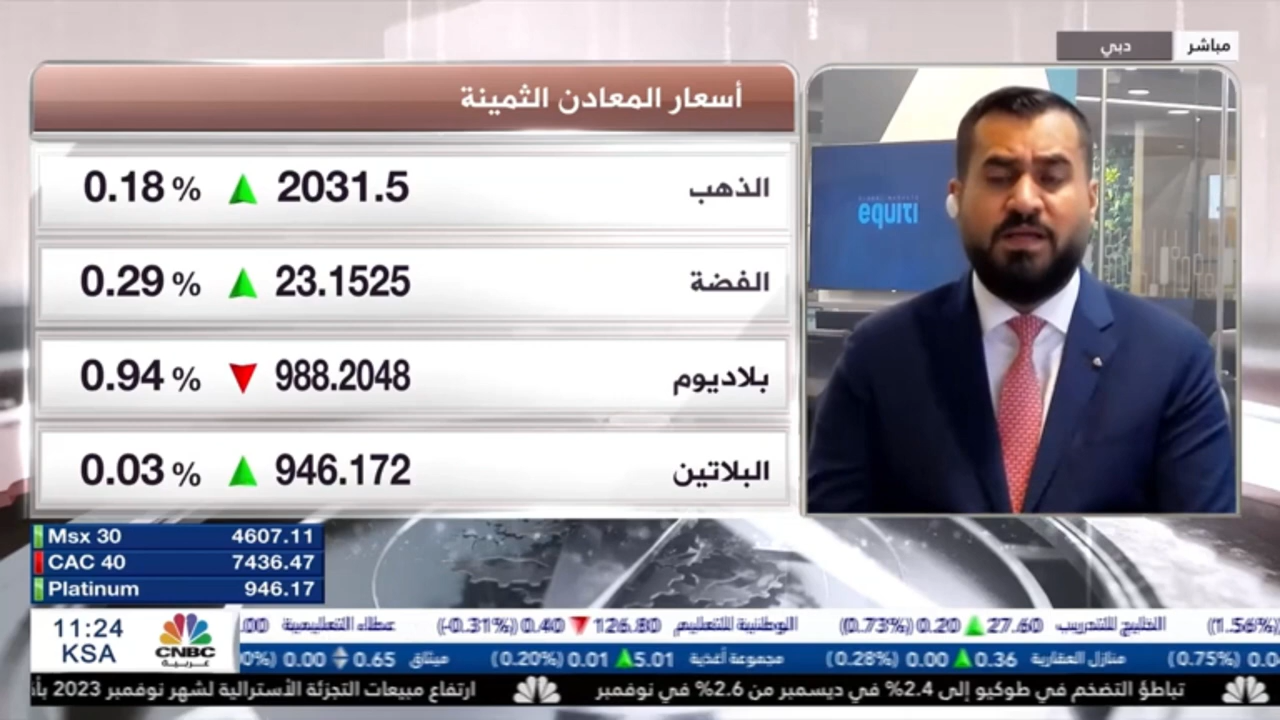 مباشر دبي
أسعار المعادن الثمينة
الذهب 2031.5 0.18 %
الفضة 23.1525 0.29 %
بلاديوم 988.2048 0.94 %
البلاتين 946.172 0.03 %
equiti
Msx 30 4607.11
CAC 40 7436.47
Platinum 946.17
11:24
KSA
CNBC
عربية
(1.56%) الخليج للتدريب 27.60 0.20 (0.73%) الوطنية للتعليم 126.80 0.40 (-0.31%) عطاء التعليمية
(0.75%) منازل العقارية 0.36 0.00 (0.28%) مجموعة أغذية 5.01 0.01 (0.20%) ميثاق 0.65 0.00
تباطؤ التضخم في طوكيو إلى 2.4% في ديسمبر من 2.6% في نوفمبر
ارتفاع مبيعات التجزئة الأسترالية لشهر نوفمبر 2023